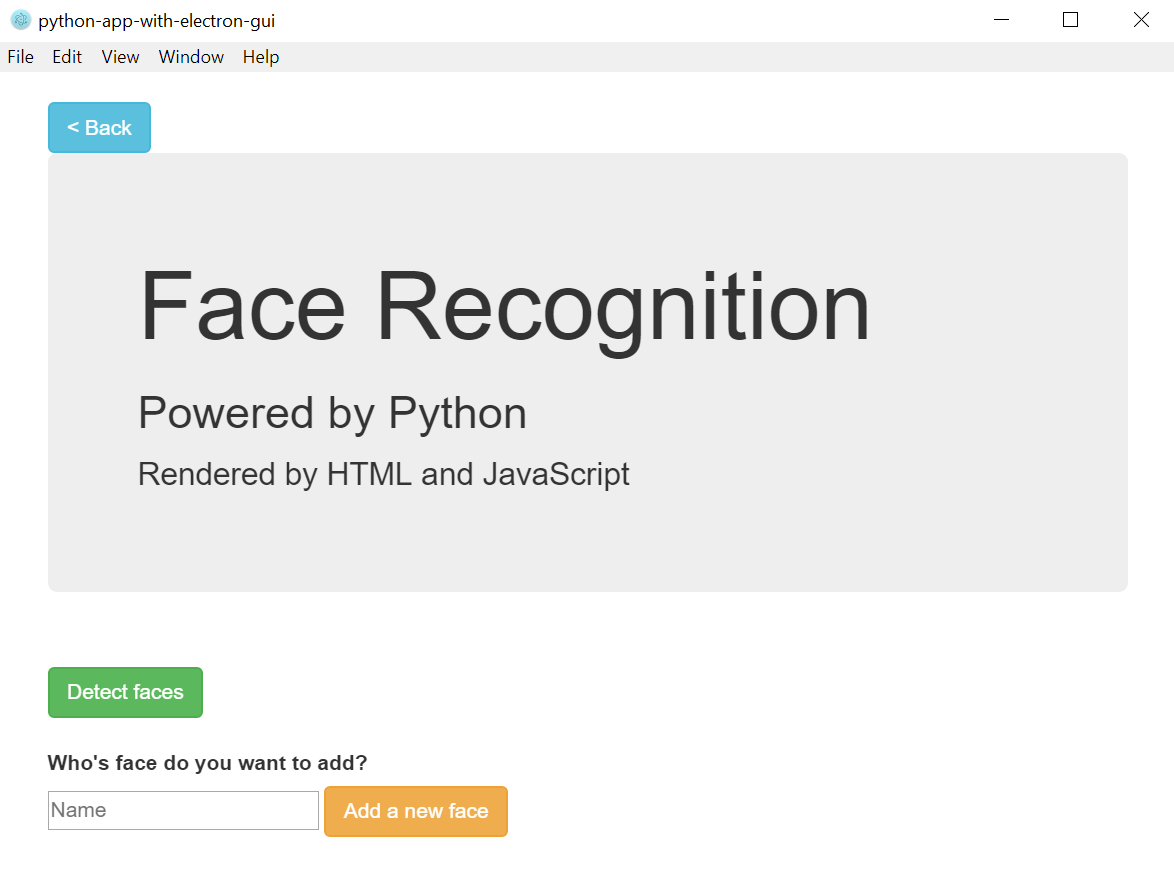 python-app-with-electron-gui
File Edit View Window Help
< Back
Face Recognition
Powered by Python
Rendered by HTML and JavaScript
Detect faces
Who's face do you want to add?
Name
Add a new face